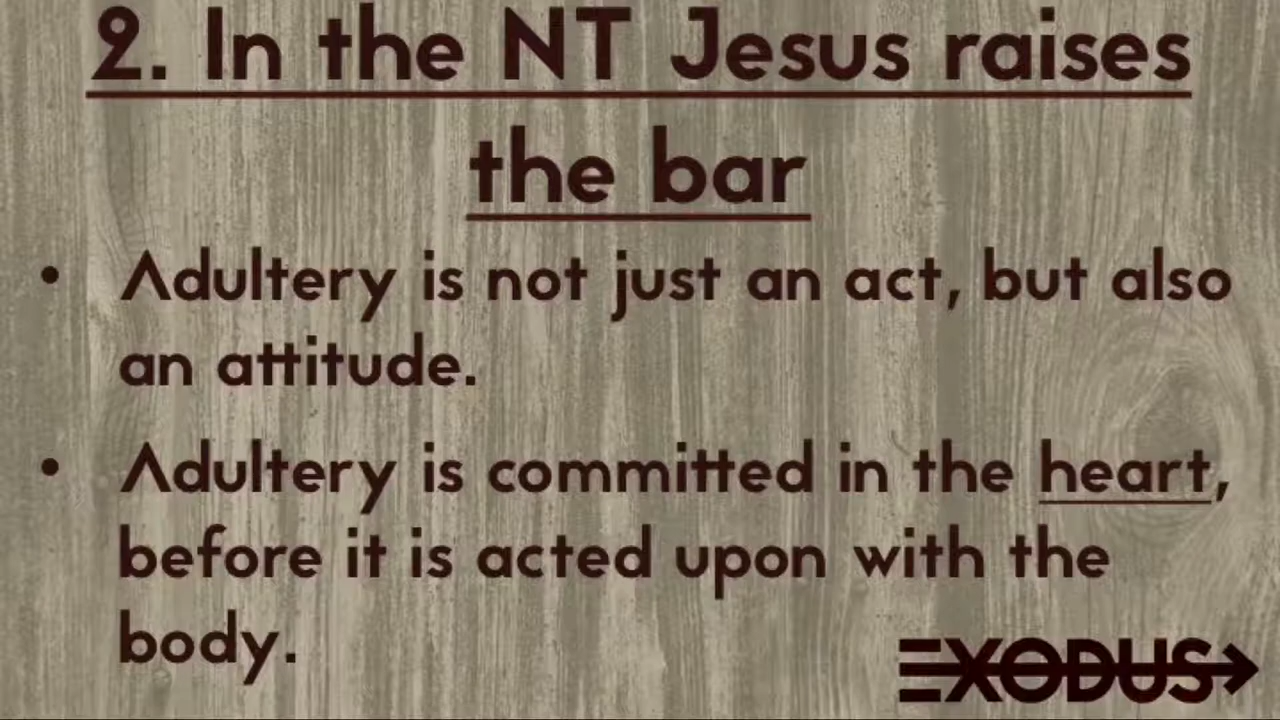 2. In the NT Jesus raises
the bar
• Adultery is not just an act, but also
an attitude.
• Adultery is committed in the heart,
before it is acted upon with the
body.
EXODUS